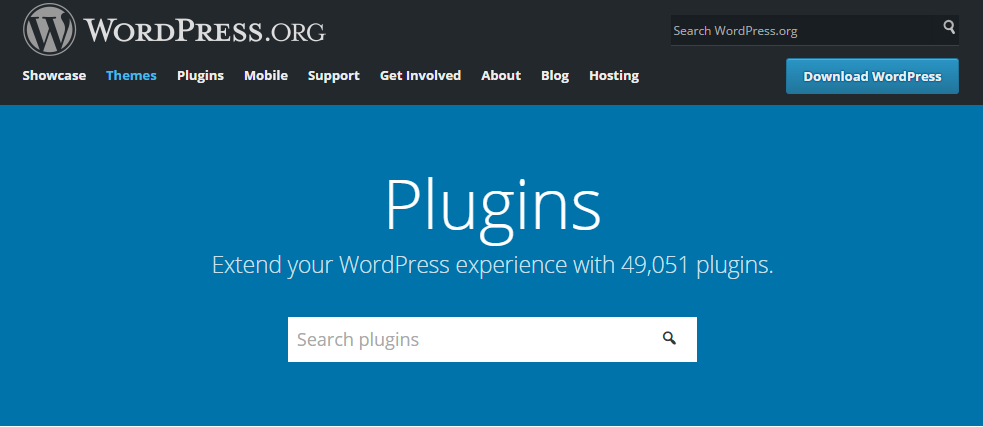 WORDPRESS.ORG
Search WordPress.org
Showcase Themes Plugins Mobile Support Get Involved About Blog Hosting
Download WordPress
Plugins
Extend your WordPress experience with 49,051 plugins.
Search plugins